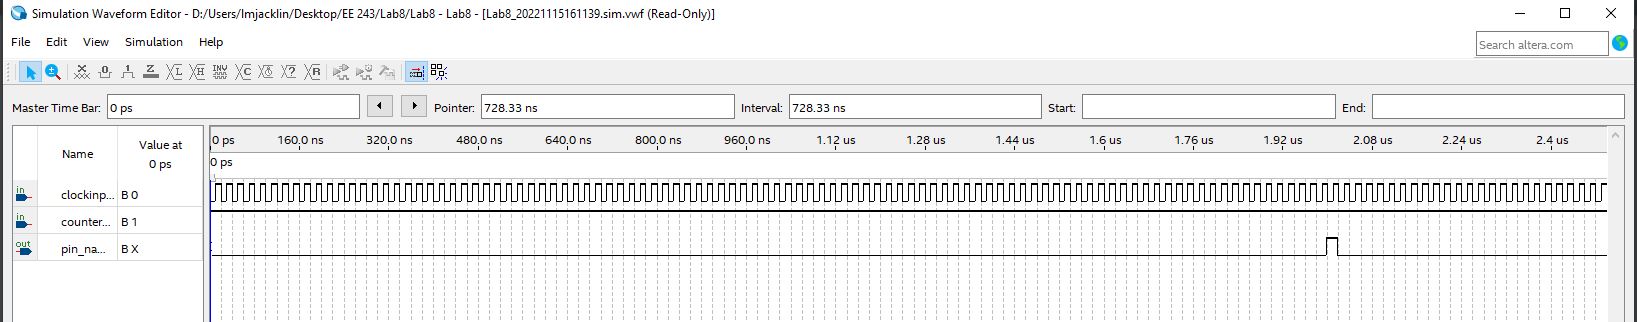 Simulation Waveform Editor - D:/Users/lmjacklin/Desktop/EE 243/Lab8/Lab8 - Lab8 - [Lab8_20221115161139.sim.vwf (Read-Only)]
File Edit View Simulation Help
Search altera.com
Master Time Bar: 0 ps Pointer: 728.33 ns Interval: 728.33 ns Start: End:
Name Value at 0 ps
0 ps 160.0 ns 320.0 ns 480.0 ns 640.0 ns 800.0 ns 960.0 ns 1.12 us 1.28 us 1.44 us 1.6 us 1.76 us 1.92 us 2.08 us 2.24 us 2.4 us
0 ps
in clockinp... B 0
in counter... B 1
out pin_na... B X